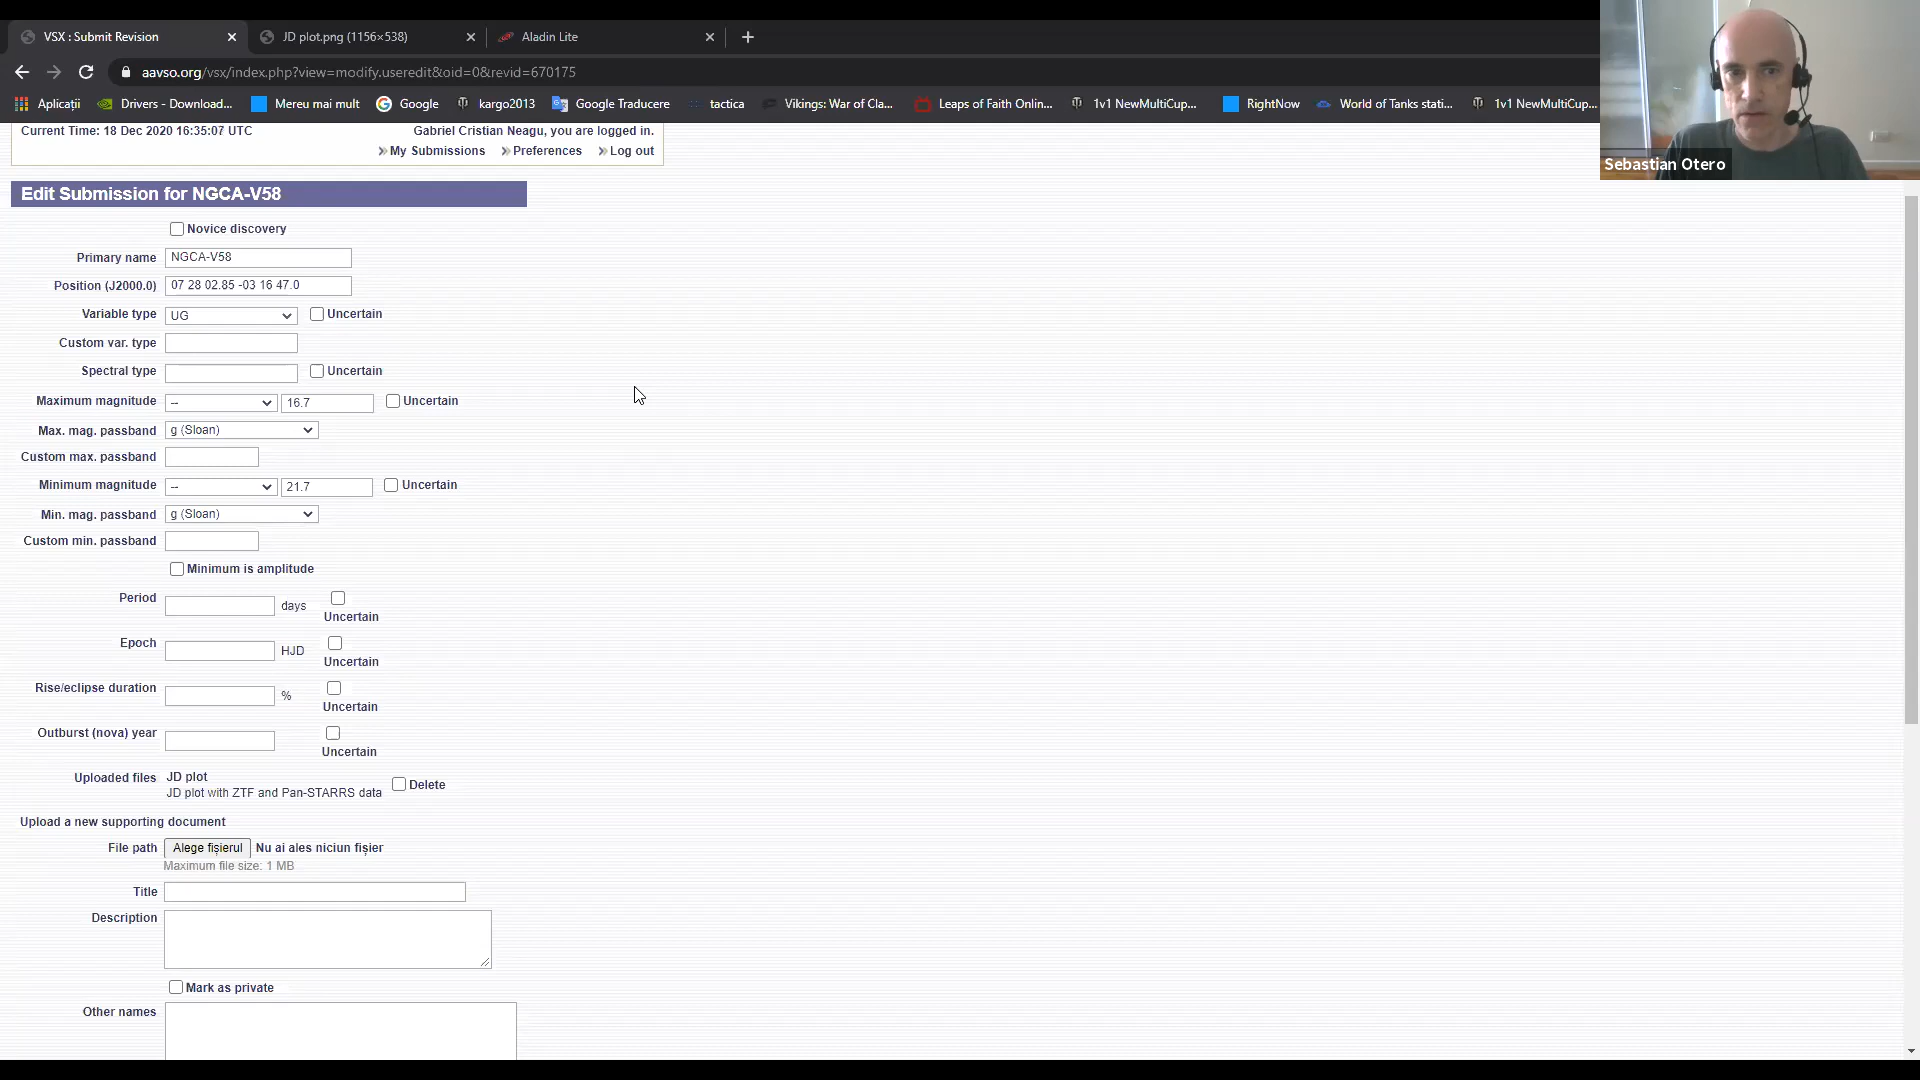 VSX : Submit Revision
JD plot.png (1156×538)
Aladin Lite
aavso.org/vsx/index.php?view=modify.useredit&oid=0&revid=670175
Aplicații
Drivers - Download...
Mereu mai mult
Google
kargo2013
Google Traducere
tactica
Vikings: War of Cla...
Leaps of Faith Onlin...
1v1 NewMultiCup...
RightNow
World of Tanks stati...
1v1 NewMultiCup...
Sebastian Otero
Current Time: 18 Dec 2020 16:35:07 UTC
Gabriel Cristian Neagu, you are logged in.
My Submissions
Preferences
Log out
Edit Submission for NGCA-V58
Novice discovery
Primary name NGCA-V58
Position (J2000.0) 07 28 02.85 -03 16 47.0
Variable type UG Uncertain
Custom var. type
Spectral type Uncertain
Maximum magnitude -- 16.7 Uncertain
Max. mag. passband g (Sloan)
Custom max. passband
Minimum magnitude -- 21.7 Uncertain
Min. mag. passband g (Sloan)
Custom min. passband
Minimum is amplitude
Period days
Uncertain
Epoch HJD
Uncertain
Rise/eclipse duration %
Uncertain
Outburst (nova) year
Uncertain
Uploaded files JD plot
JD plot with ZTF and Pan-STARRS data Delete
Upload a new supporting document
File path Alege fișierul Nu ai ales niciun fișier
Maximum file size: 1 MB
Title
Description
Mark as private
Other names